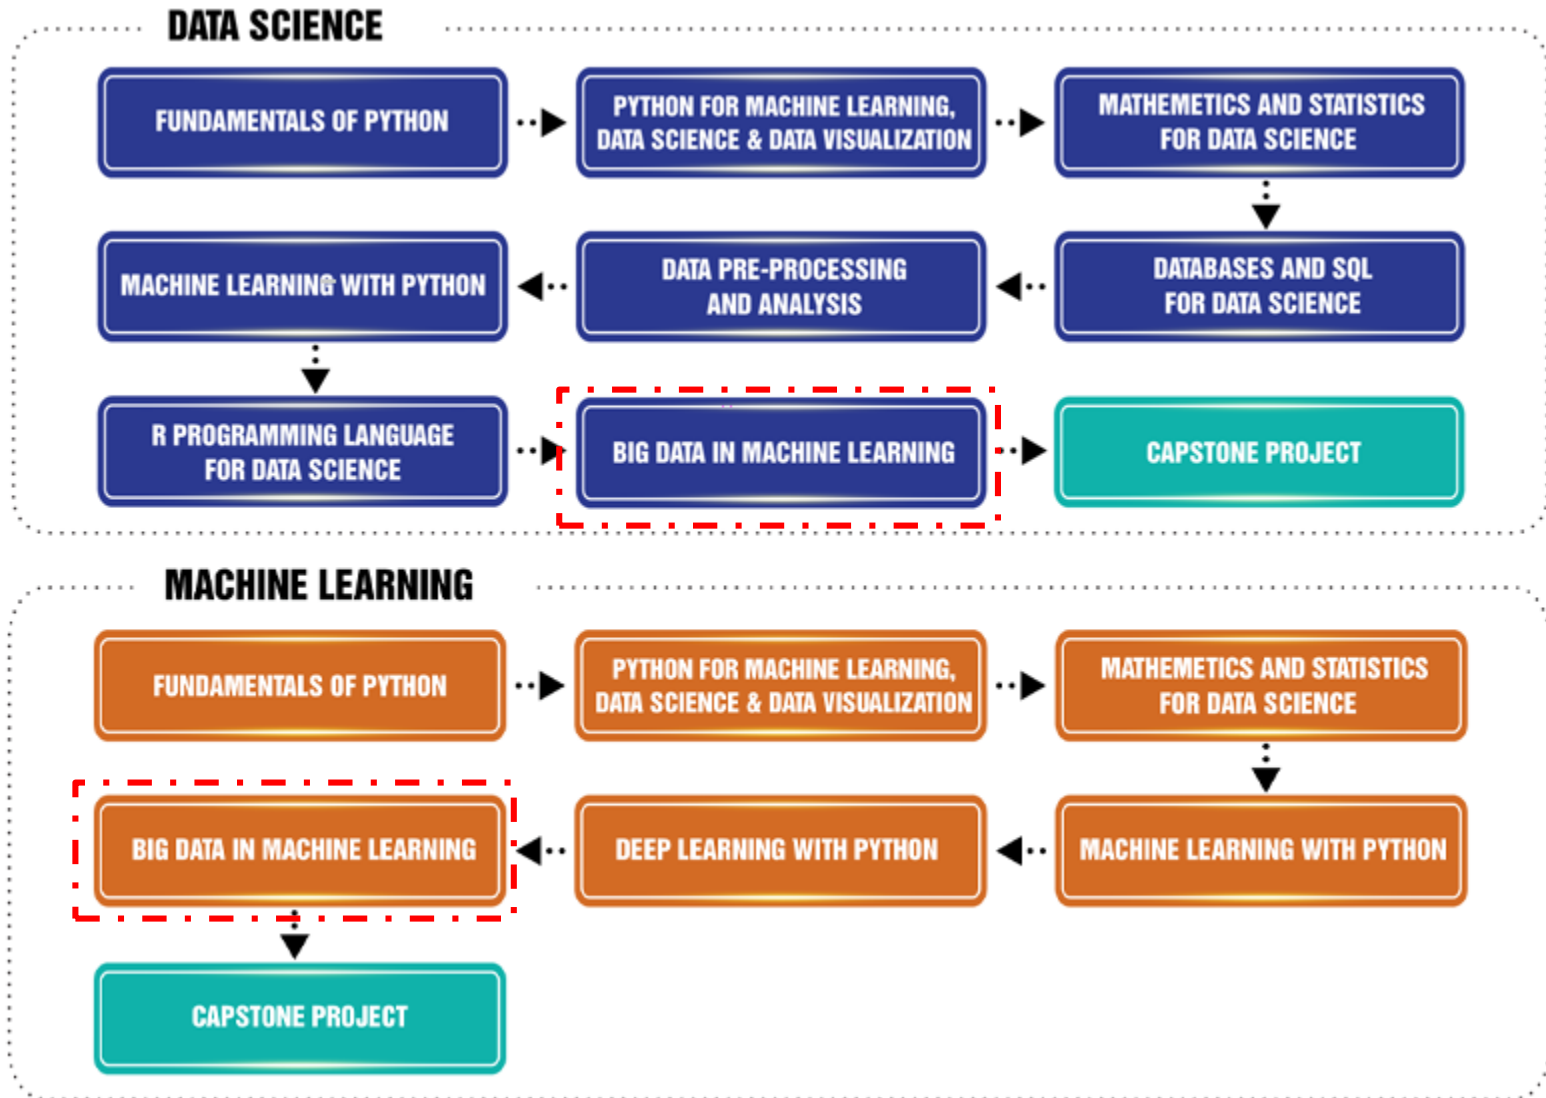 DATA SCIENCE
FUNDAMENTALS OF PYTHON
PYTHON FOR MACHINE LEARNING,
DATA SCIENCE & DATA VISUALIZATION
MATHEMETICS AND STATISTICS
FOR DATA SCIENCE
MACHINE LEARNING WITH PYTHON
DATA PRE-PROCESSING
AND ANALYSIS
DATABASES AND SQL
FOR DATA SCIENCE
R PROGRAMMING LANGUAGE
FOR DATA SCIENCE
BIG DATA IN MACHINE LEARNING
CAPSTONE PROJECT
MACHINE LEARNING
FUNDAMENTALS OF PYTHON
PYTHON FOR MACHINE LEARNING,
DATA SCIENCE & DATA VISUALIZATION
MATHEMETICS AND STATISTICS
FOR DATA SCIENCE
BIG DATA IN MACHINE LEARNING
DEEP LEARNING WITH PYTHON
MACHINE LEARNING WITH PYTHON
CAPSTONE PROJECT